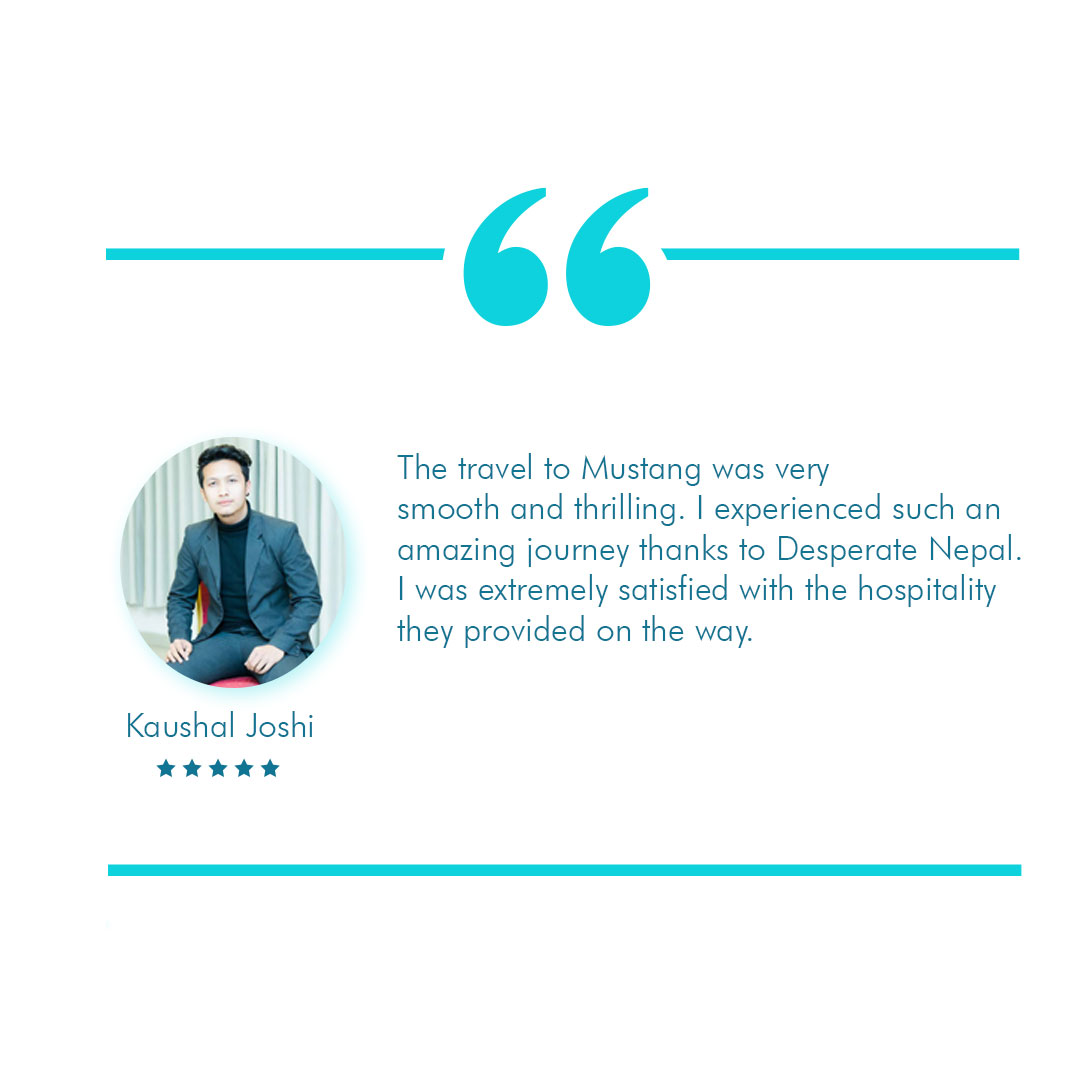 “
The travel to Mustang was very
smooth and thrilling. I experienced such an
amazing journey thanks to Desperate Nepal.
I was extremely satisfied with the hospitality
they provided on the way.
Kaushal Joshi
★★★★★